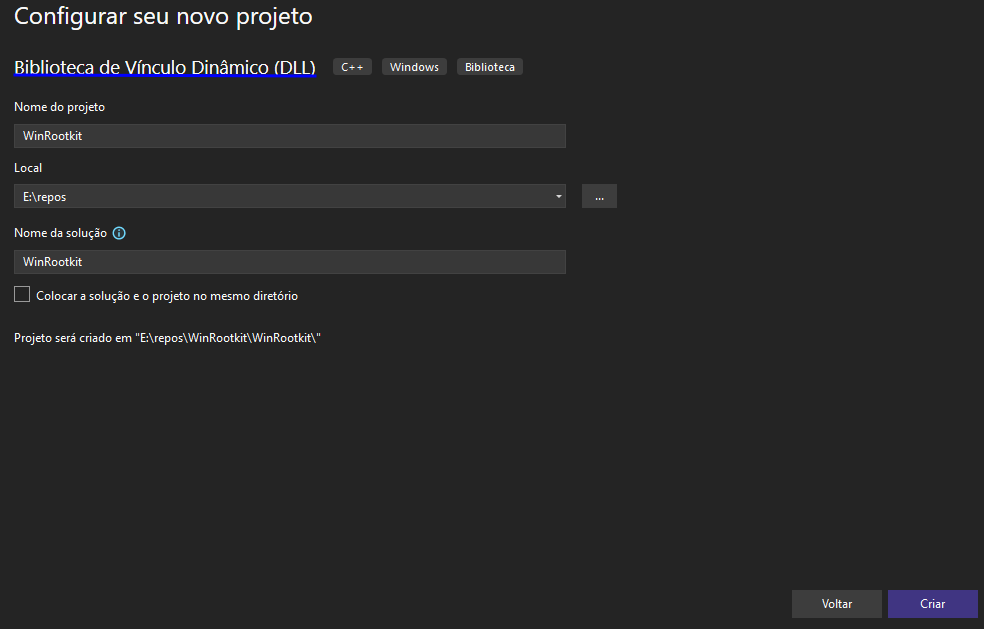 Configurar seu novo projeto
Biblioteca de Vínculo Dinâmico (DLL) C++ Windows Biblioteca
Nome do projeto
WinRootkit
Local
E:\repos ...
Nome da solução
WinRootkit
Colocar a solução e o projeto no mesmo diretório
Projeto será criado em "E:\repos\WinRootkit\WinRootkit\"
Voltar Criar